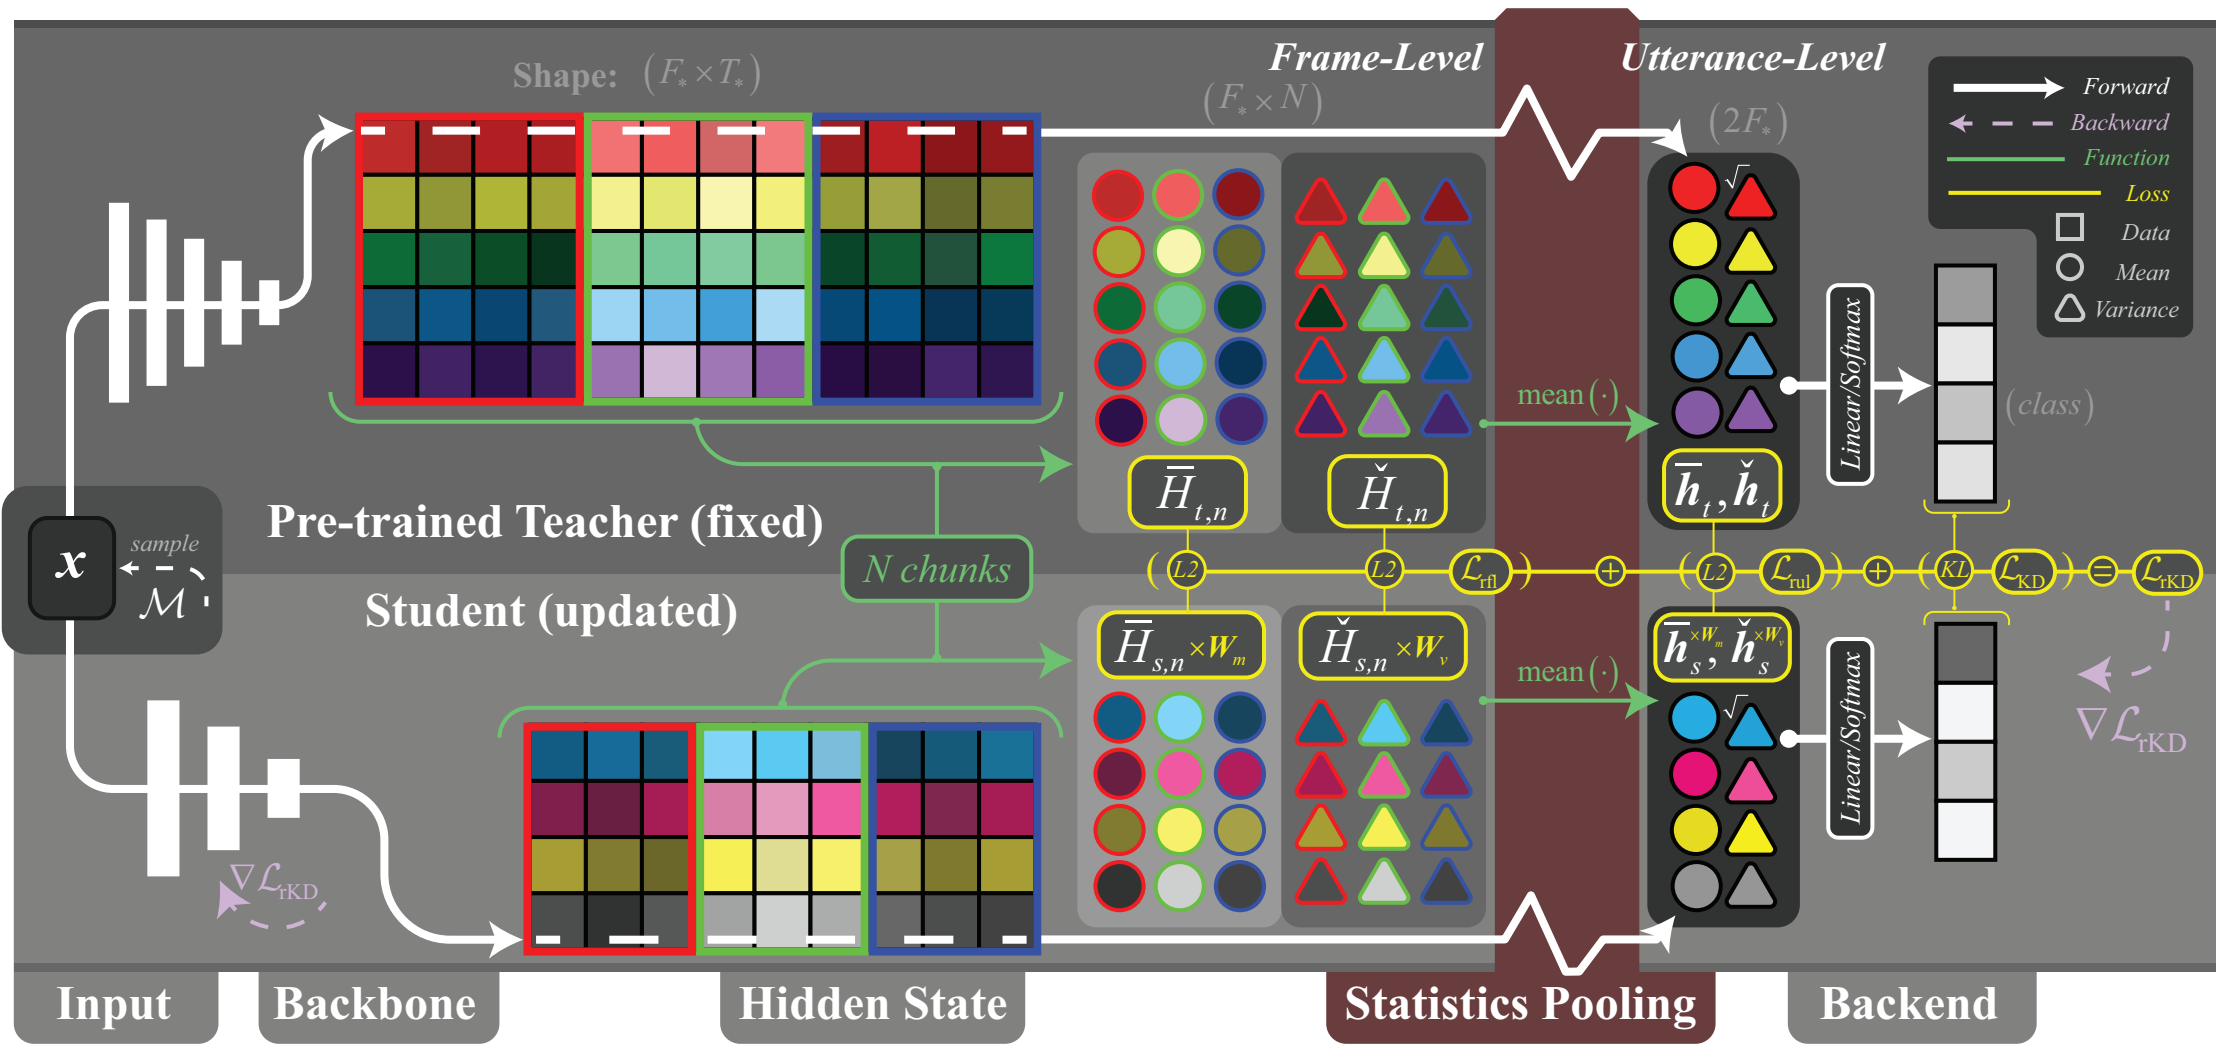 Shape: (F* × T*)
Frame-Level
(F* × N)
Utterance-Level
(2F*)
Forward
Backward
Function
Loss
Data
Mean
Variance
√
mean(·)
Linear/Softmax
(class)
H̅t,n
Ȟt,n
h̅t, ȟt
Pre-trained Teacher (fixed)
x
sample
ℳ
N chunks
( L2 L2 ℒrfl ) + ( L2 ℒrul ) + ( KL ℒKD ) = ℒrKD
Student (updated)
H̅s,n ×Wm
Ȟs,n ×Wv
h̅s×Wm, ȟs×Wv
mean(·)
√
Linear/Softmax
∇ℒrKD
∇ℒrKD
Input
Backbone
Hidden State
Statistics Pooling
Backend